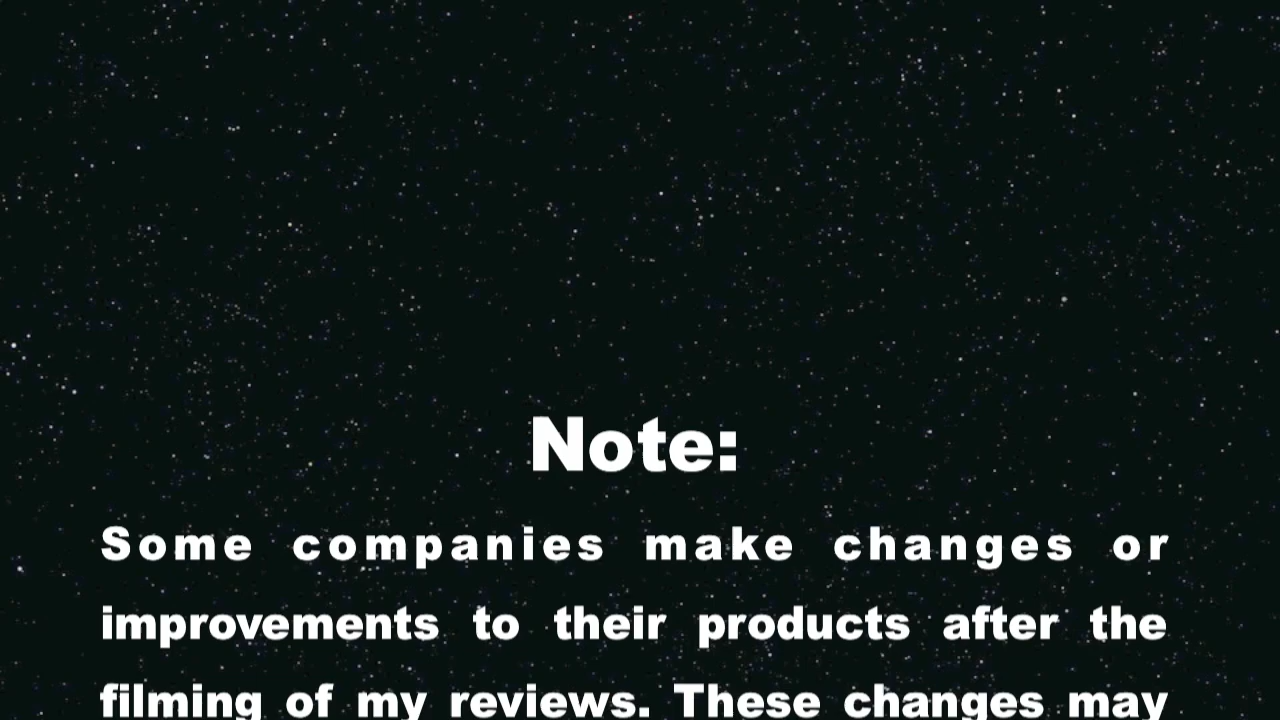 Note:
Some companies make changes or
improvements to their products after the
filming of my reviews. These changes may